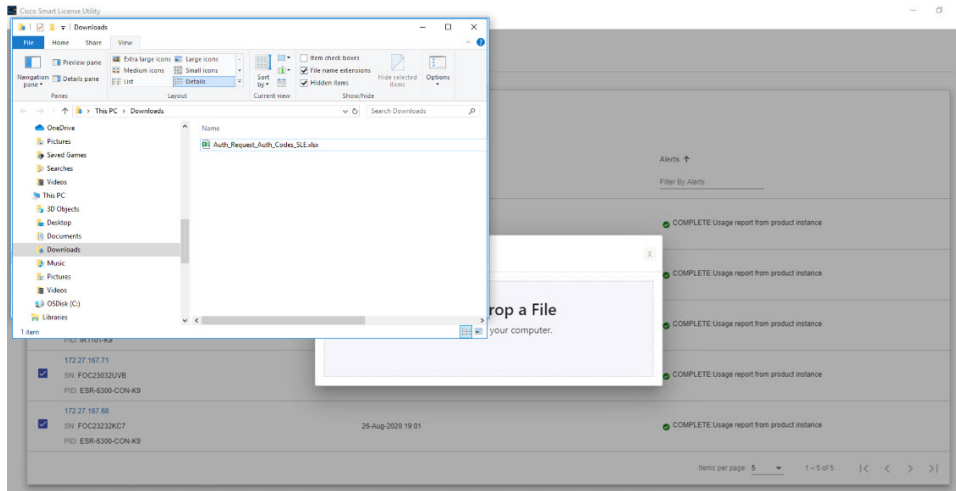 Cisco Smart License Utility
Downloads
File Home Share View
Navigation pane
Preview pane
Details pane
Panes
Extra large icons Large icons
Medium icons Small icons
List Details
Layout
Sort by
Current view
Item check boxes
File name extensions
Hidden items
Hide selected items
Show/hide
Options
This PC > Downloads
Search Downloads
OneDrive
Pictures
Saved Games
Searches
Videos
This PC
3D Objects
Desktop
Documents
Downloads
Music
Pictures
Videos
OSDisk (C:)
Libraries
Name
Auth_Request_Auth_Codes_SLE.xlsx
1 item
Alerts ↑
Filter By Alerts
COMPLETE:Usage report from product instance
COMPLETE:Usage report from product instance
X
rop a File
your computer.
COMPLETE:Usage report from product instance
PID: IR1101-K9
172.27.167.71
SN: FOC23032UVB
PID: ESR-6300-CON-K9
COMPLETE:Usage report from product instance
172.27.167.68
SN: FOC23232KC7
PID: ESR-6300-CON-K9
26-Aug-2020 19:01
COMPLETE:Usage report from product instance
Items per page: 5 1 – 5 of 5